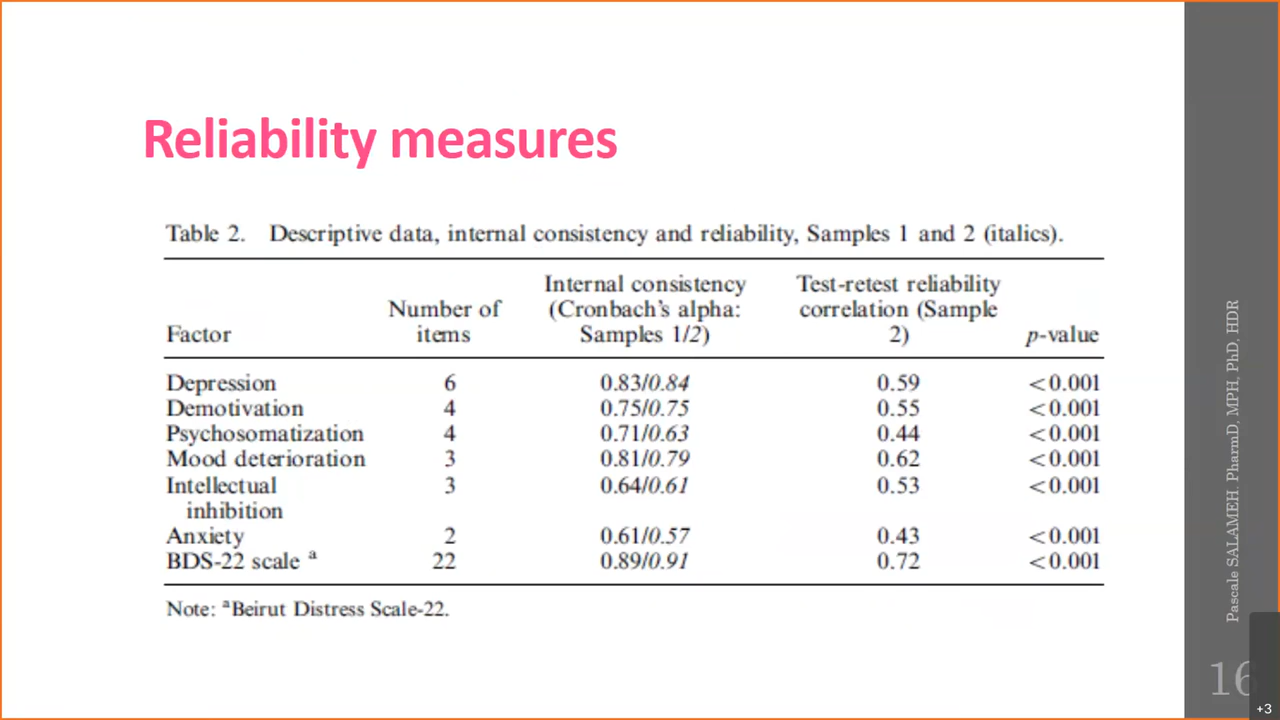 Reliability measures
Table 2. Descriptive data, internal consistency and reliability, Samples 1 and 2 (italics).
Factor Number of items Internal consistency (Cronbach's alpha: Samples 1/2) Test-retest reliability correlation (Sample 2) p-value
Depression 6 0.83/0.84 0.59 <0.001
Demotivation 4 0.75/0.75 0.55 <0.001
Psychosomatization 4 0.71/0.63 0.44 <0.001
Mood deterioration 3 0.81/0.79 0.62 <0.001
Intellectual inhibition 3 0.64/0.61 0.53 <0.001
Anxiety 2 0.61/0.57 0.43 <0.001
BDS-22 scale a 22 0.89/0.91 0.72 <0.001
Note: aBeirut Distress Scale-22.
Pascale SALAMEH. PharmD, MPH, PhD, HDR
16
+3